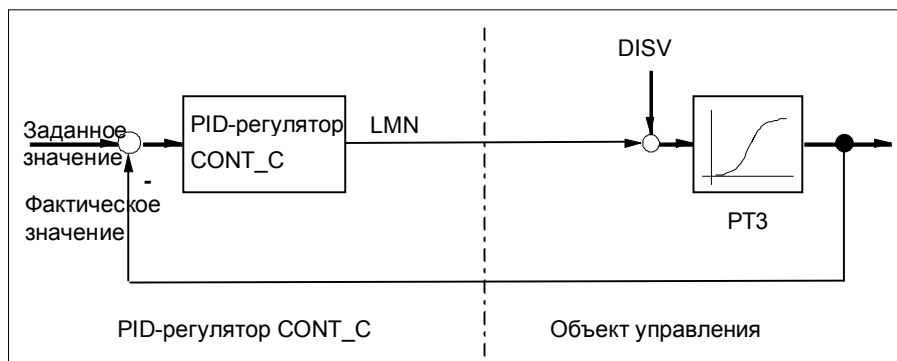 DISV
PID-регулятор
CONT_C
LMN
Заданное
значение
-
Фактическое
значение
PT3
PID-регулятор CONT_C
Объект управления